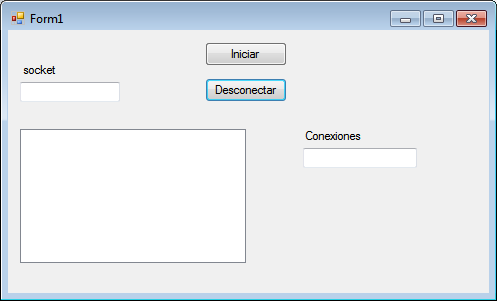 Form1
Iniciar
socket
Desconectar
Conexiones